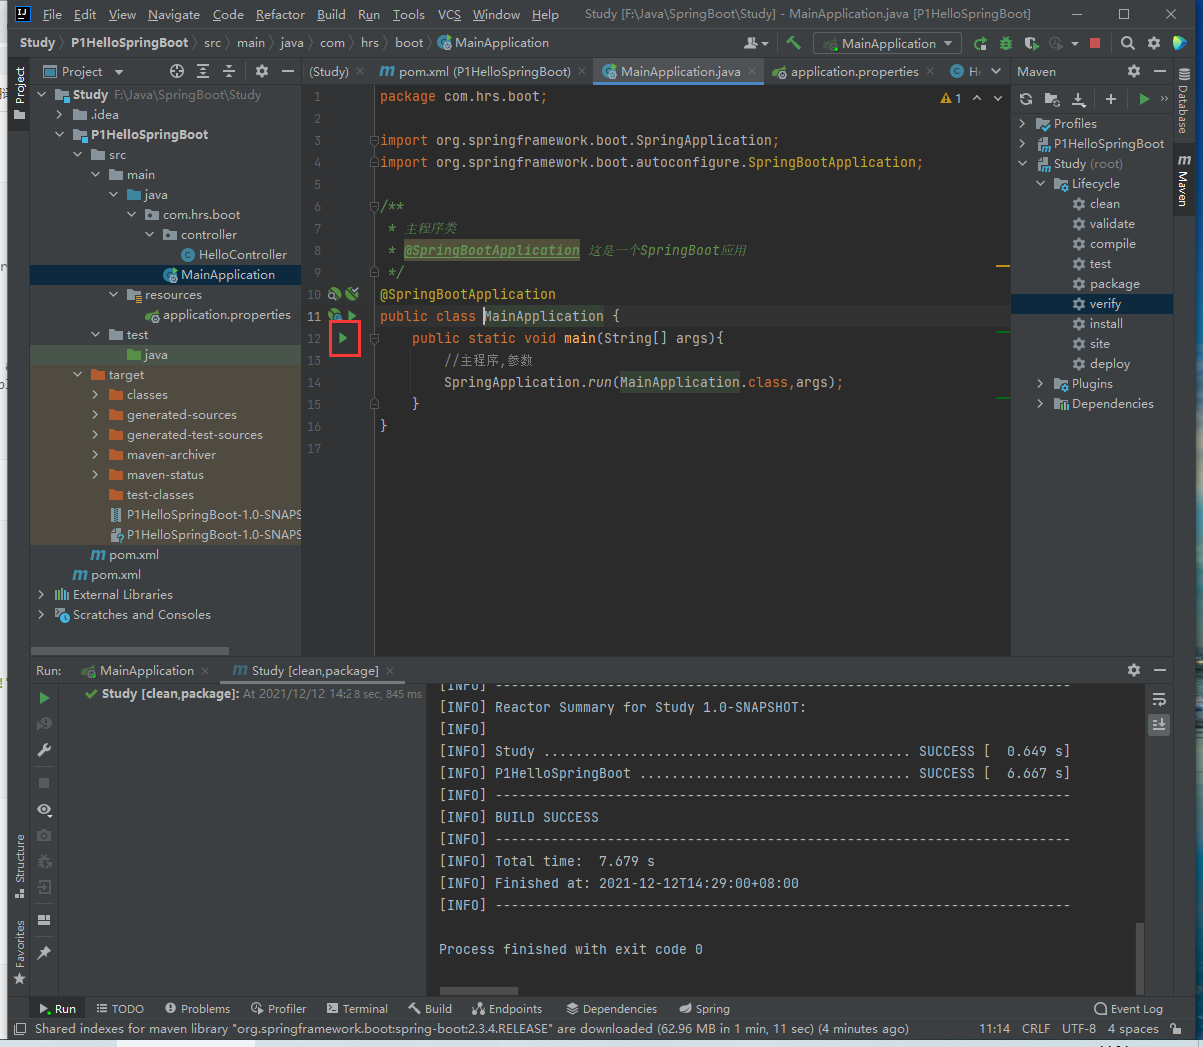 File Edit View Navigate Code Refactor Build Run Tools VCS Window Help Study [F:\Java\SpringBoot\Study] - MainApplication.java [P1HelloSpringBoot]
Study P1HelloSpringBoot src main java com hrs boot MainApplication MainApplication
Project (Study) pom.xml (P1HelloSpringBoot) MainApplication.java application.properties Maven
Project
Study F:\Java\SpringBoot\Study
.idea
P1HelloSpringBoot
src
main
java
com.hrs.boot
controller
HelloController
MainApplication
resources
application.properties
test
java
target
classes
generated-sources
generated-test-sources
maven-archiver
maven-status
test-classes
P1HelloSpringBoot-1.0-SNAPS
P1HelloSpringBoot-1.0-SNAPS
pom.xml
pom.xml
External Libraries
Scratches and Consoles
1 package com.hrs.boot; 1
2
3 import org.springframework.boot.SpringApplication;
4 import org.springframework.boot.autoconfigure.SpringBootApplication;
5
6 /**
7 * 主程序类
8 * @SpringBootApplication 这是一个SpringBoot应用
9 */
10 @SpringBootApplication
11 public class MainApplication {
12 public static void main(String[] args){
13 //主程序,参数
14 SpringApplication.run(MainApplication.class,args);
15 }
16 }
17
Profiles
P1HelloSpringBoot
Study (root)
Lifecycle
clean
validate
compile
test
package
verify
install
site
deploy
Plugins
Dependencies
Database
Maven
Run: MainApplication Study [clean,package]
Study [clean,package]: At 2021/12/12 14:2 8 sec, 845 ms
[INFO] ------------------------------------------------------------------------
[INFO] Reactor Summary for Study 1.0-SNAPSHOT:
[INFO]
[INFO] Study .............................................. SUCCESS [  0.649 s]
[INFO] P1HelloSpringBoot .................................. SUCCESS [  6.667 s]
[INFO] ------------------------------------------------------------------------
[INFO] BUILD SUCCESS
[INFO] ------------------------------------------------------------------------
[INFO] Total time:  7.679 s
[INFO] Finished at: 2021-12-12T14:29:00+08:00
[INFO] ------------------------------------------------------------------------
Process finished with exit code 0
Structure
Favorites
Run TODO Problems Profiler Terminal Build Endpoints Dependencies Spring Event Log
Shared indexes for maven library "org.springframework.boot:spring-boot:2.3.4.RELEASE" are downloaded (62.96 MB in 1 min, 11 sec) (4 minutes ago) 11:14 CRLF UTF-8 4 spaces